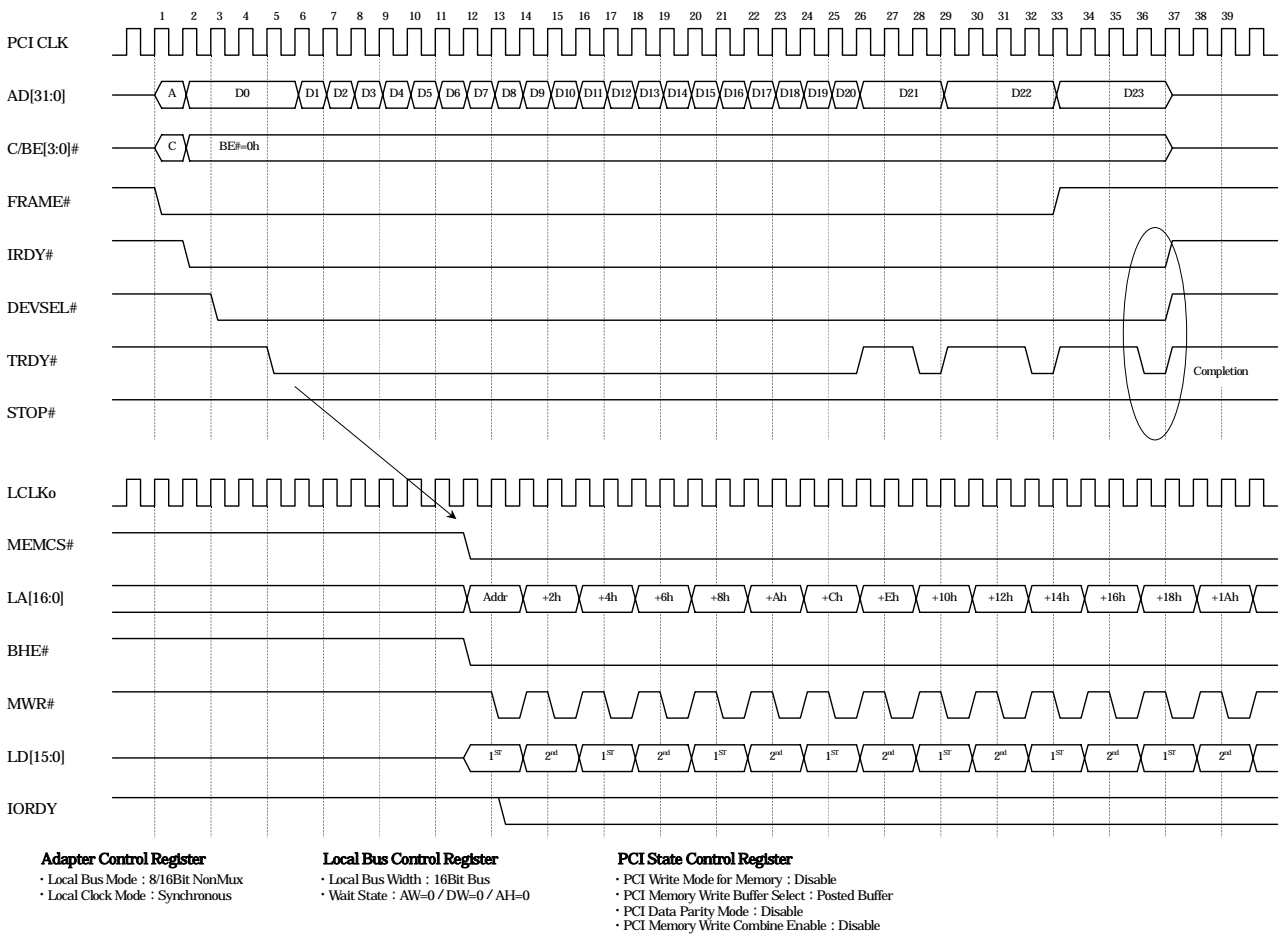 1 2 3 4 5 6 7 8 9 10 11 12 13 14 15 16 17 18 19 20 21 22 23 24 25 26 27 28 29 30 31 32 33 34 35 36 37 38 39
PCI CLK
AD[31:0] A D0 D1 D2 D3 D4 D5 D6 D7 D8 D9 D10 D11 D12 D13 D14 D15 D16 D17 D18 D19 D20 D21 D22 D23
C/BE[3:0]# C BE#=0h
FRAME#
IRDY#
DEVSEL#
TRDY#
Completion
STOP#
LCLKo
MEMCS#
LA[16:0] Addr +2h +4h +6h +8h +Ah +Ch +Eh +10h +12h +14h +16h +18h +1Ah
BHE#
MWR#
LD[15:0] 1ST 2nd 1ST 2nd 1ST 2nd 1ST 2nd 1ST 2nd 1ST 2nd 1ST 2nd
IORDY
Adapter Control Register
・Local Bus Mode : 8/16Bit NonMux
・Local Clock Mode : Synchronous
Local Bus Control Register
・Local Bus Width : 16Bit Bus
・Wait State : AW=0 / DW=0 / AH=0
PCI State Control Register
・PCI Write Mode for Memory : Disable
・PCI Memory Write Buffer Select : Posted Buffer
・PCI Data Parity Mode : Disable
・PCI Memory Write Combine Enable : Disable